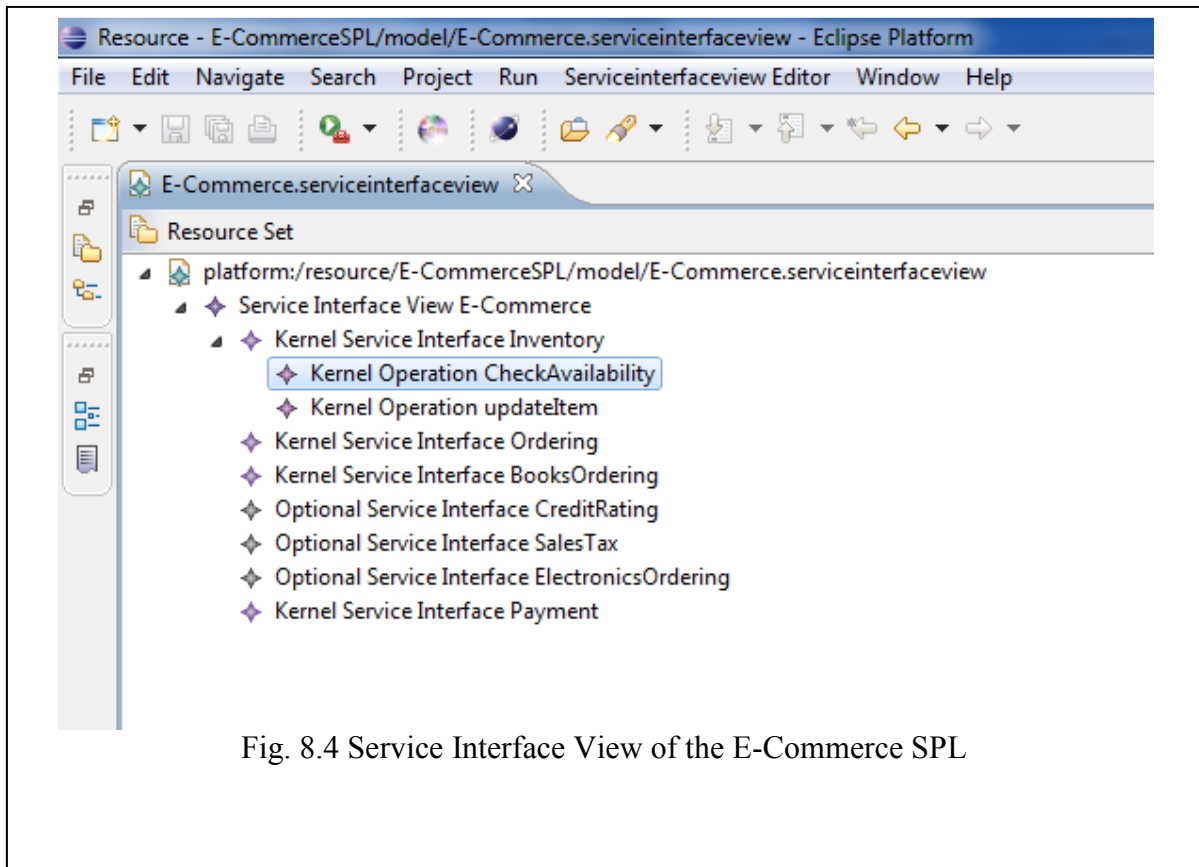 Resource - E-CommerceSPL/model/E-Commerce.serviceinterfaceview - Eclipse Platform
File Edit Navigate Search Project Run Serviceinterfaceview Editor Window Help
E-Commerce.serviceinterfaceview
Resource Set
platform:/resource/E-CommerceSPL/model/E-Commerce.serviceinterfaceview
Service Interface View E-Commerce
Kernel Service Interface Inventory
Kernel Operation CheckAvailability
Kernel Operation updateItem
Kernel Service Interface Ordering
Kernel Service Interface BooksOrdering
Optional Service Interface CreditRating
Optional Service Interface SalesTax
Optional Service Interface ElectronicsOrdering
Kernel Service Interface Payment
Fig. 8.4 Service Interface View of the E-Commerce SPL